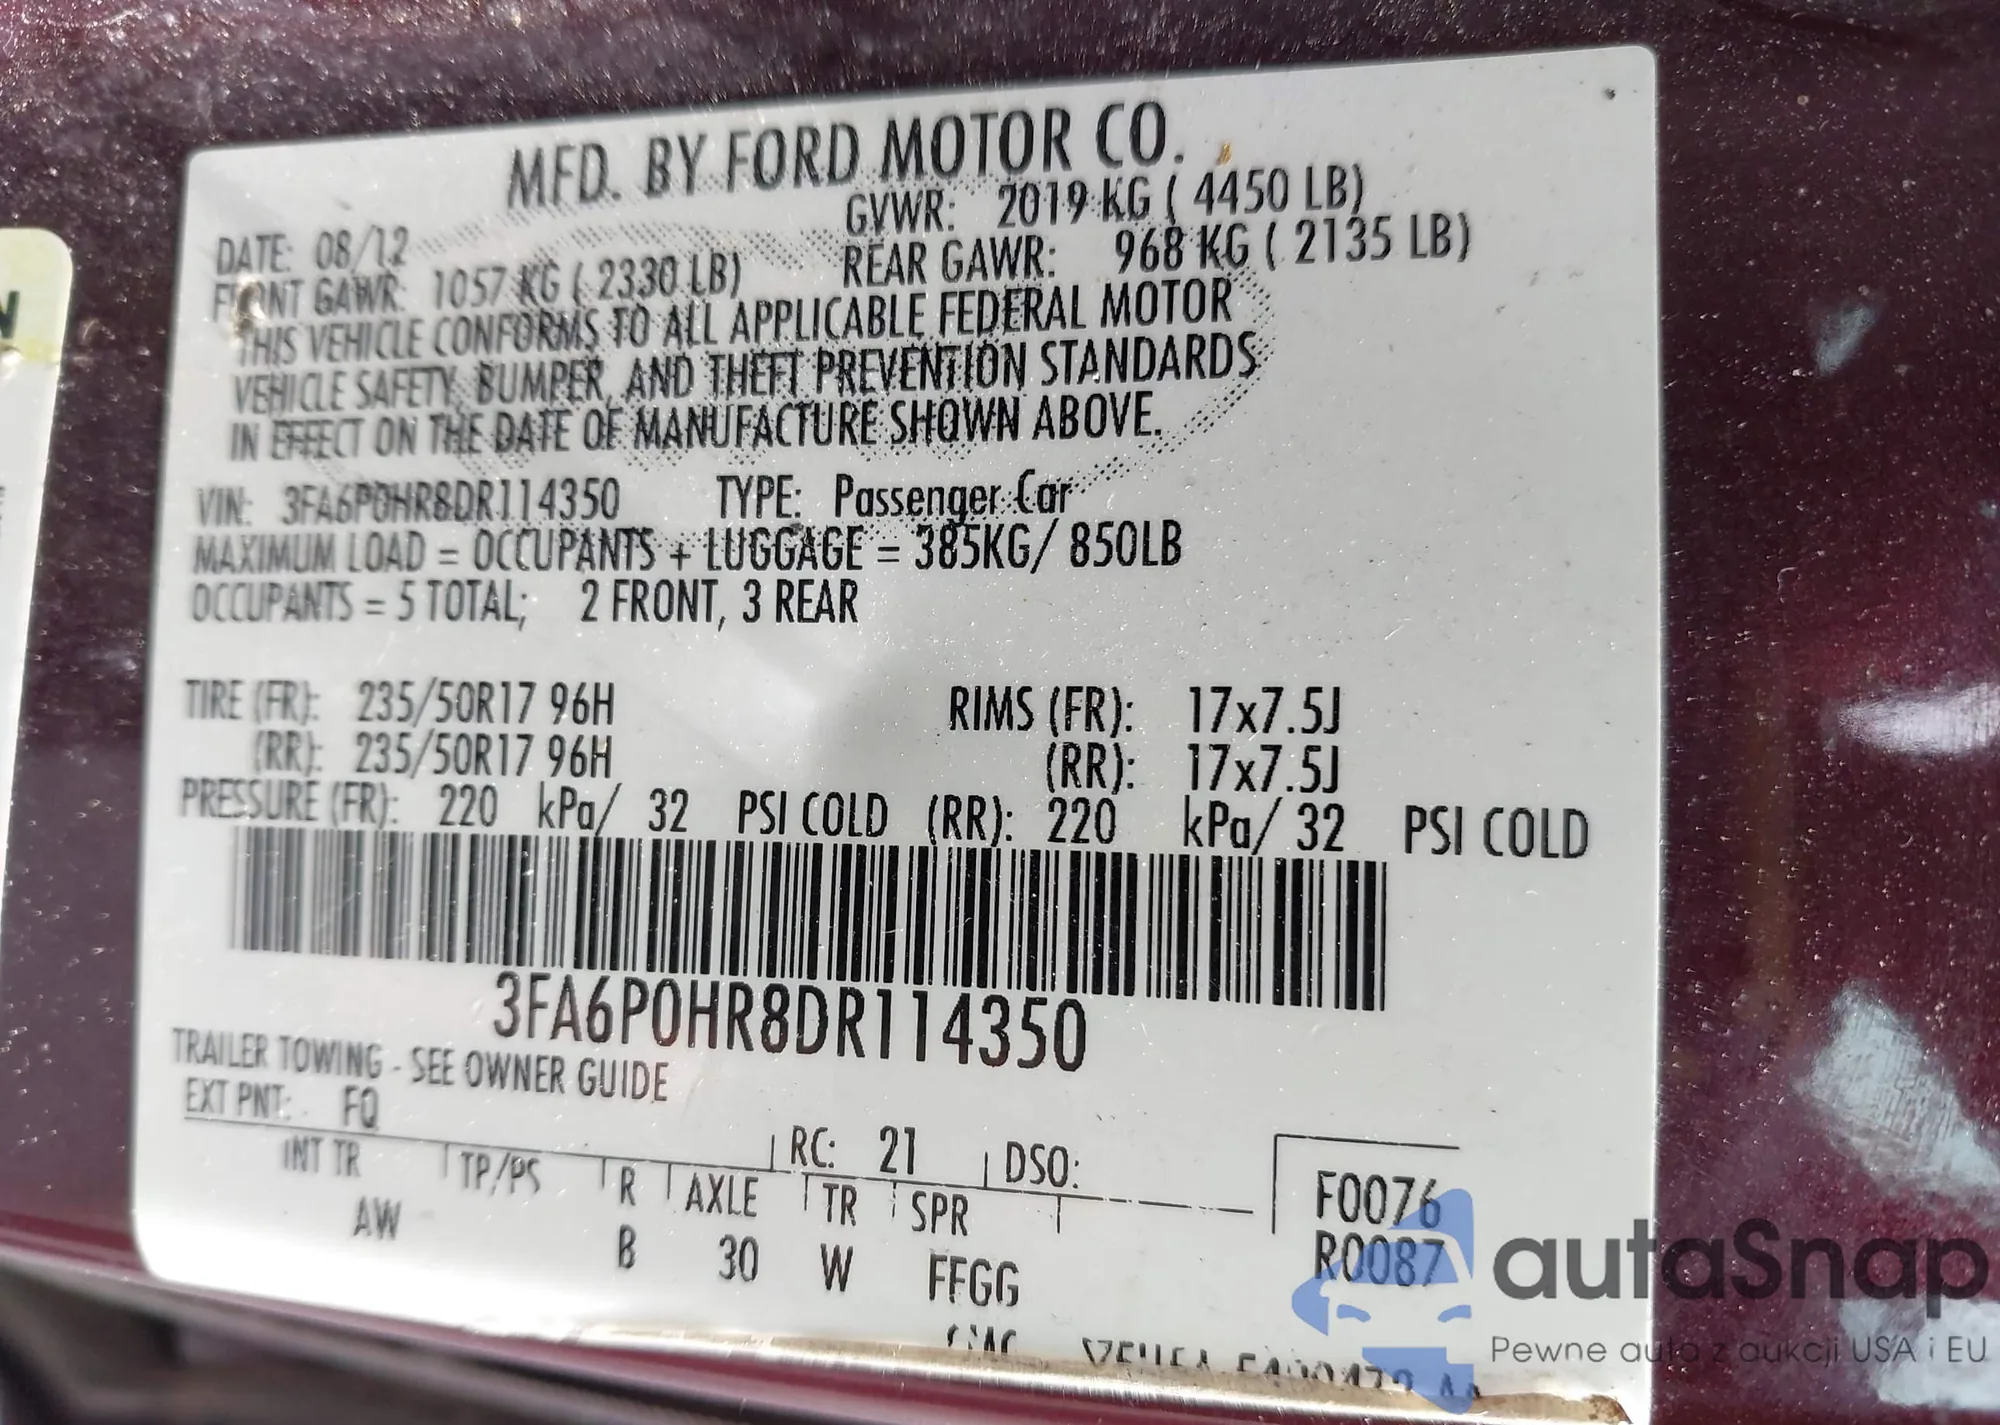 MFD. BY FORD MOTOR CO.
DATE: 08/12 GVWR: 2019 KG ( 4450 LB)
FRONT GAWR: 1057 KG ( 2330 LB) REAR GAWR: 968 KG ( 2135 LB)
THIS VEHICLE CONFORMS TO ALL APPLICABLE FEDERAL MOTOR
VEHICLE SAFETY, BUMPER, AND THEFT PREVENTION STANDARDS
IN EFFECT ON THE DATE OF MANUFACTURE SHOWN ABOVE.
VIN: 3FA6P0HR8DR114350 TYPE: Passenger Car
MAXIMUM LOAD = OCCUPANTS + LUGGAGE = 385KG/ 850LB
OCCUPANTS = 5 TOTAL; 2 FRONT, 3 REAR
TIRE (FR): 235/50R17 96H RIMS (FR): 17x7.5J
(RR): 235/50R17 96H (RR): 17x7.5J
PRESSURE (FR): 220 kPa/ 32 PSI COLD (RR): 220 kPa/ 32 PSI COLD
3FA6P0HR8DR114350
TRAILER TOWING - SEE OWNER GUIDE
EXT PNT: FQ RC: 21 DSO:
INT TR TP/PS R AXLE TR SPR F0076
AW B 30 W FFGG R0087
N
autaSnap
Pewne auta z aukcji USA i EU